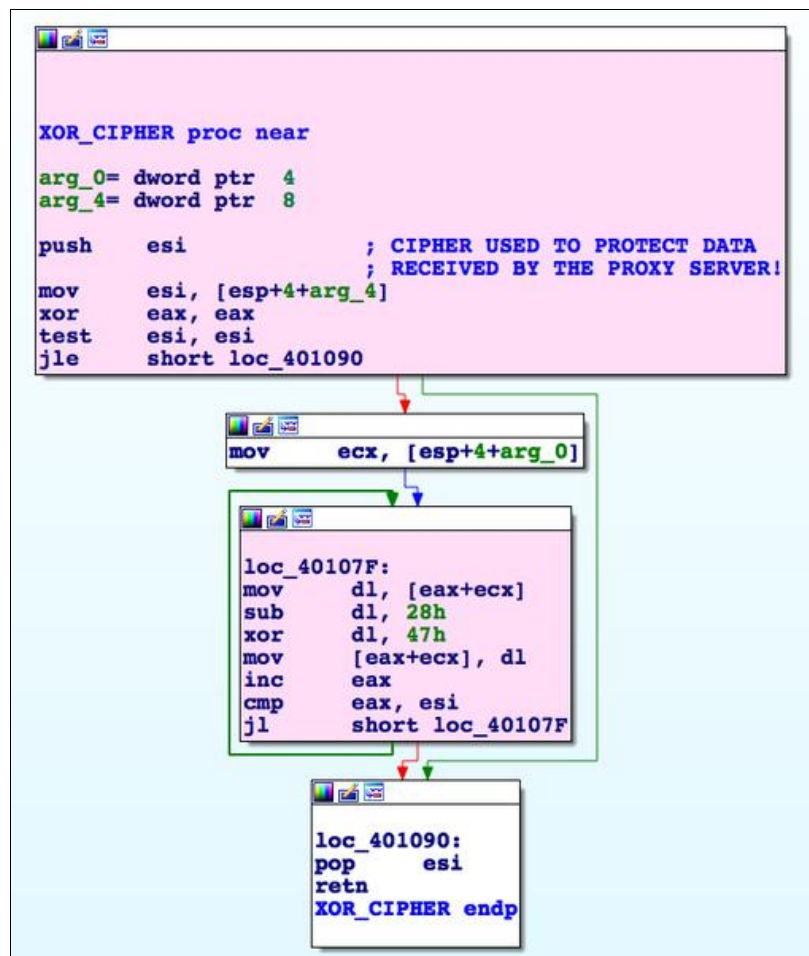 XOR_CIPHER proc near
arg_0= dword ptr  4
arg_4= dword ptr  8
push    esi             ; CIPHER USED TO PROTECT DATA
                        ; RECEIVED BY THE PROXY SERVER!
mov     esi, [esp+4+arg_4]
xor     eax, eax
test    esi, esi
jle     short loc_401090
mov     ecx, [esp+4+arg_0]
loc_40107F:
mov     dl, [eax+ecx]
sub     dl, 28h
xor     dl, 47h
mov     [eax+ecx], dl
inc     eax
cmp     eax, esi
jl      short loc_40107F
loc_401090:
pop     esi
retn
XOR_CIPHER endp